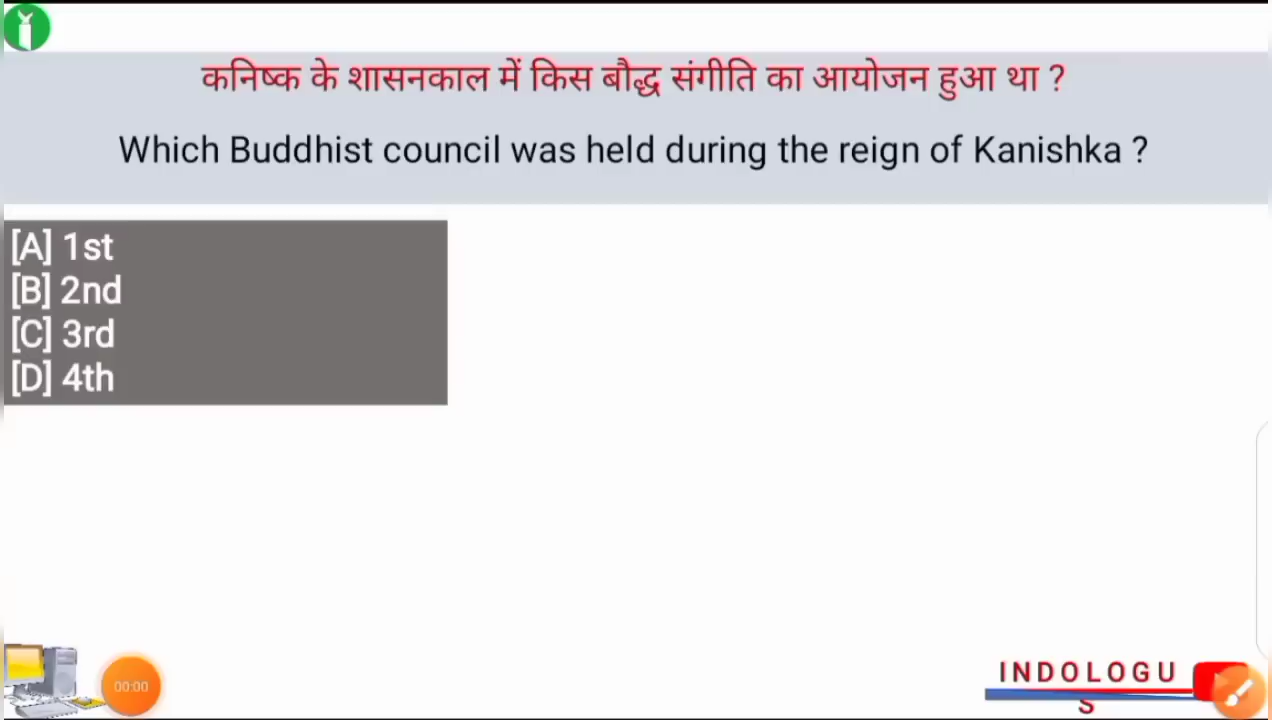 कनिष्क के शासनकाल में किस बौद्ध संगीति का आयोजन हुआ था ?
Which Buddhist council was held during the reign of Kanishka ?
[A] 1st
[B] 2nd
[C] 3rd
[D] 4th
00:00
INDOLOGU
S